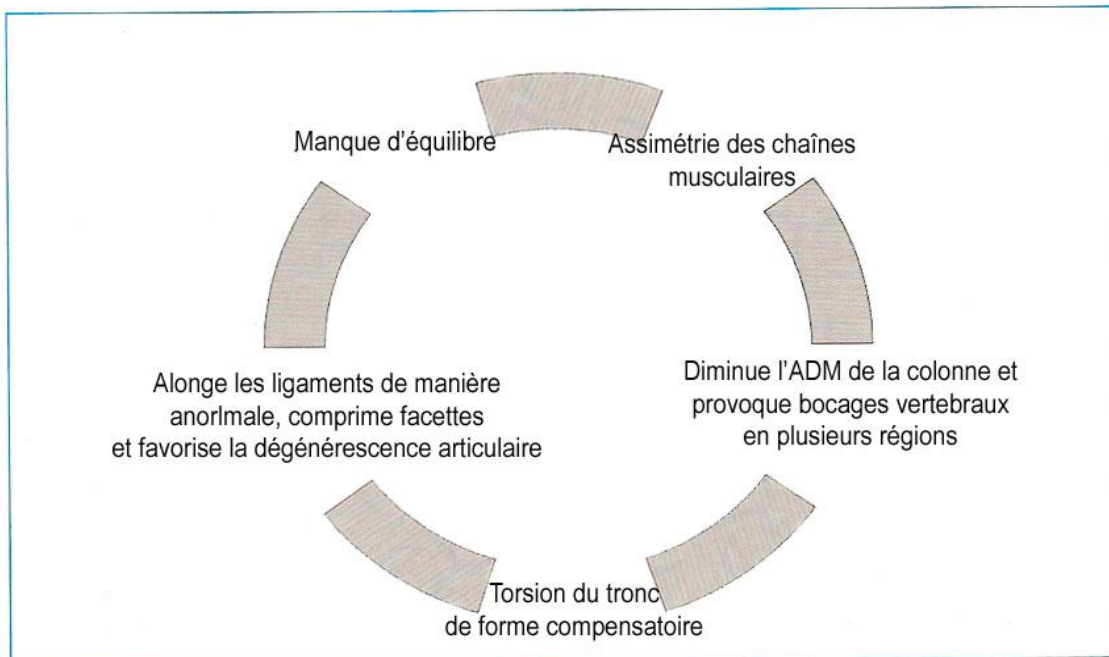 Manque d'équilibre
Assimétrie des chaînes
musculaires
Diminue l'ADM de la colonne et
provoque bocages vertebraux
en plusieurs régions
Torsion du tronc
de forme compensatoire
Alonge les ligaments de manière
anorlmale, comprime facettes
et favorise la dégénérescence articulaire